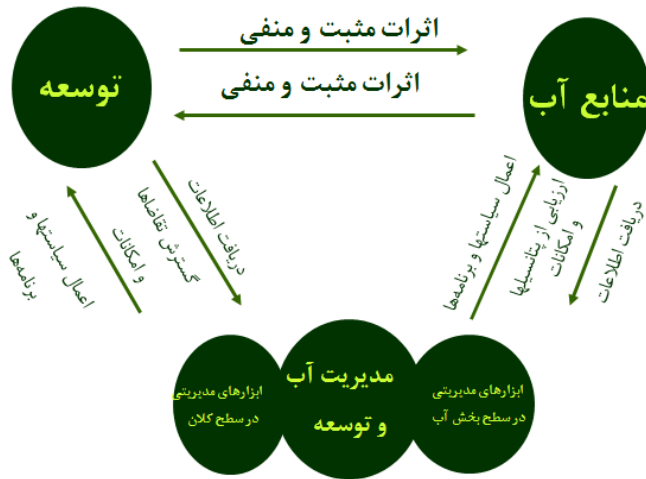 اثرات مثبت و منفی
اثرات مثبت و منفی
منابع آب
توسعه
اعمال سیاستها و برنامه‌ها
ارزیابی از پتانسیلها
و امکانات
دریافت اطلاعات
دریافت اطلاعات
گسترش تقاضاها
و امکانات
اعمال سیاستها و
برنامه‌ها
ابزارهای مدیریتی
در سطح بخش آب
مدیریت آب
و توسعه
ابزارهای مدیریتی
در سطح کلان